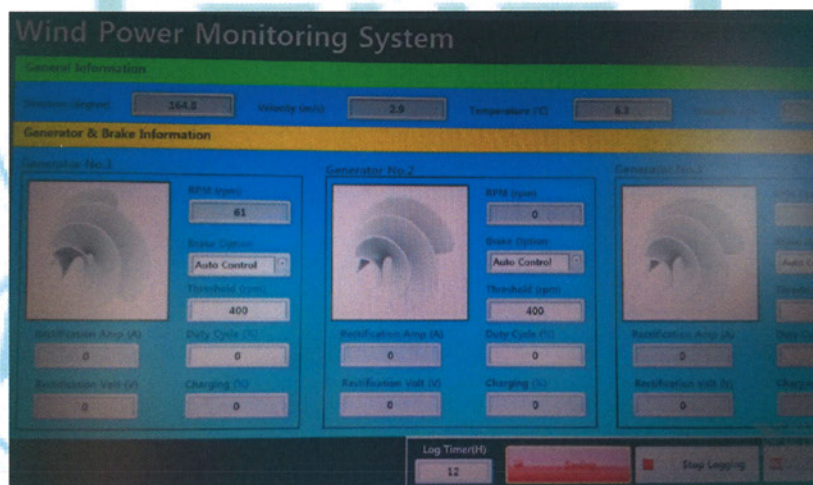 Wind Power Monitoring System
General Information
Direction (degree) 164.8 Velocity (m/s) 2.9 Temperature (°C) 6.3
Generator & Brake Information
Generator No.1 Generator No.2 Generator No.3
RPM (rpm) RPM (rpm)
61 0
Brake Option Brake Option
Auto Control Auto Control
Threshold (rpm) Threshold (rpm)
400 400
Rectification Amp (A) Duty Cycle (%) Rectification Amp (A) Duty Cycle (%) Rectification Amp (A)
0 0 0 0 0
Rectification Volt (V) Charging (%) Rectification Volt (V) Charging (%) Rectification Volt (V)
0 0 0 0 0
Log Timer(H)
12 Saving Stop Logging